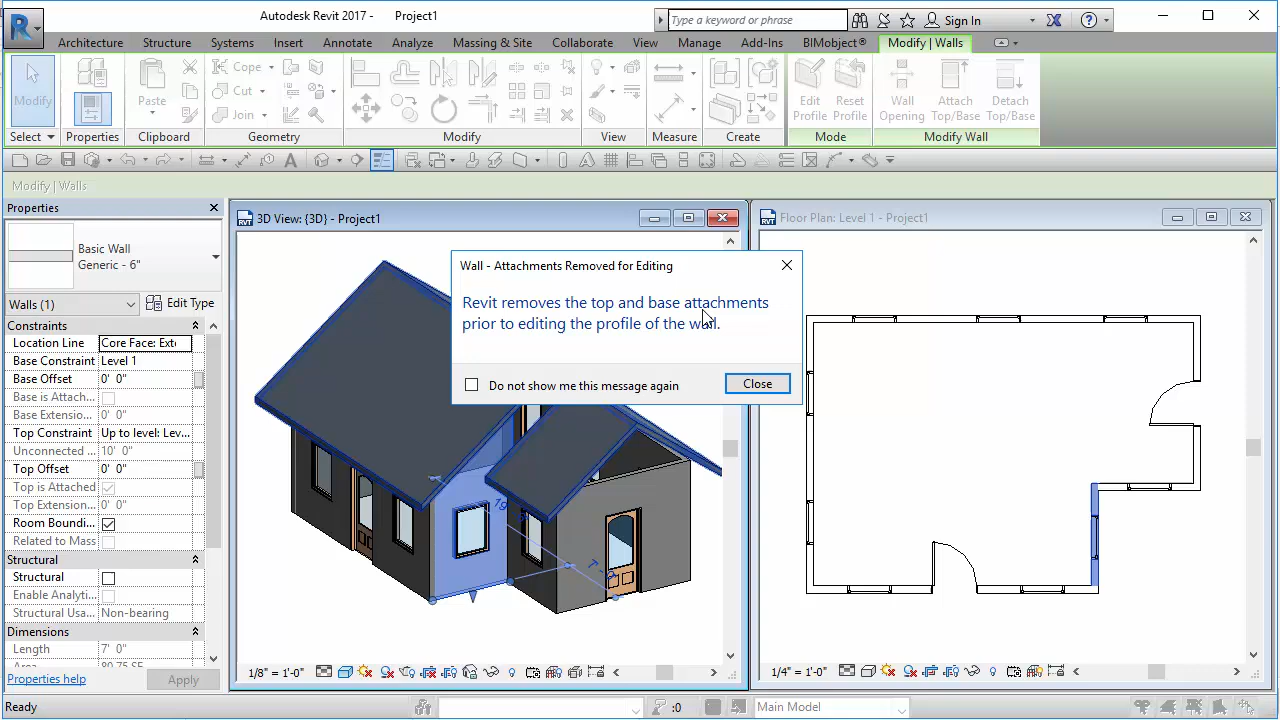 Autodesk Revit 2017 - Project1
Type a keyword or phrase
Sign In
R
Architecture Structure Systems Insert Annotate Analyze Massing & Site Collaborate View Manage Add-Ins BIMobject® Modify | Walls
Modify
Paste
Cope
Cut
Join
Edit Profile
Reset Profile
Wall Opening
Attach Top/Base
Detach Top/Base
Select Properties Clipboard Geometry Modify View Measure Create Mode Modify Wall
Modify | Walls
Properties
Basic Wall
Generic - 6"
Walls (1)
Edit Type
Constraints
Location Line Core Face: Exte
Base Constraint Level 1
Base Offset 0' 0"
Base is Attach...
Base Extensio... 0' 0"
Top Constraint Up to level: Lev...
Unconnected ... 10' 0"
Top Offset 0' 0"
Top is Attached
Top Extension... 0' 0"
Room Boundi...
Related to Mass
Structural
Structural
Enable Analyti...
Structural Usa... Non-bearing
Dimensions
Length 7' 0"
Area 89.75 SF
Properties help
Apply
RVT
3D View: {3D} - Project1
1/8" = 1'-0"
Wall - Attachments Removed for Editing
Revit removes the top and base attachments
prior to editing the profile of the wall.
Do not show me this message again
Close
RVT
Floor Plan: Level 1 - Project1
1/4" = 1'-0"
Ready
:0
Main Model